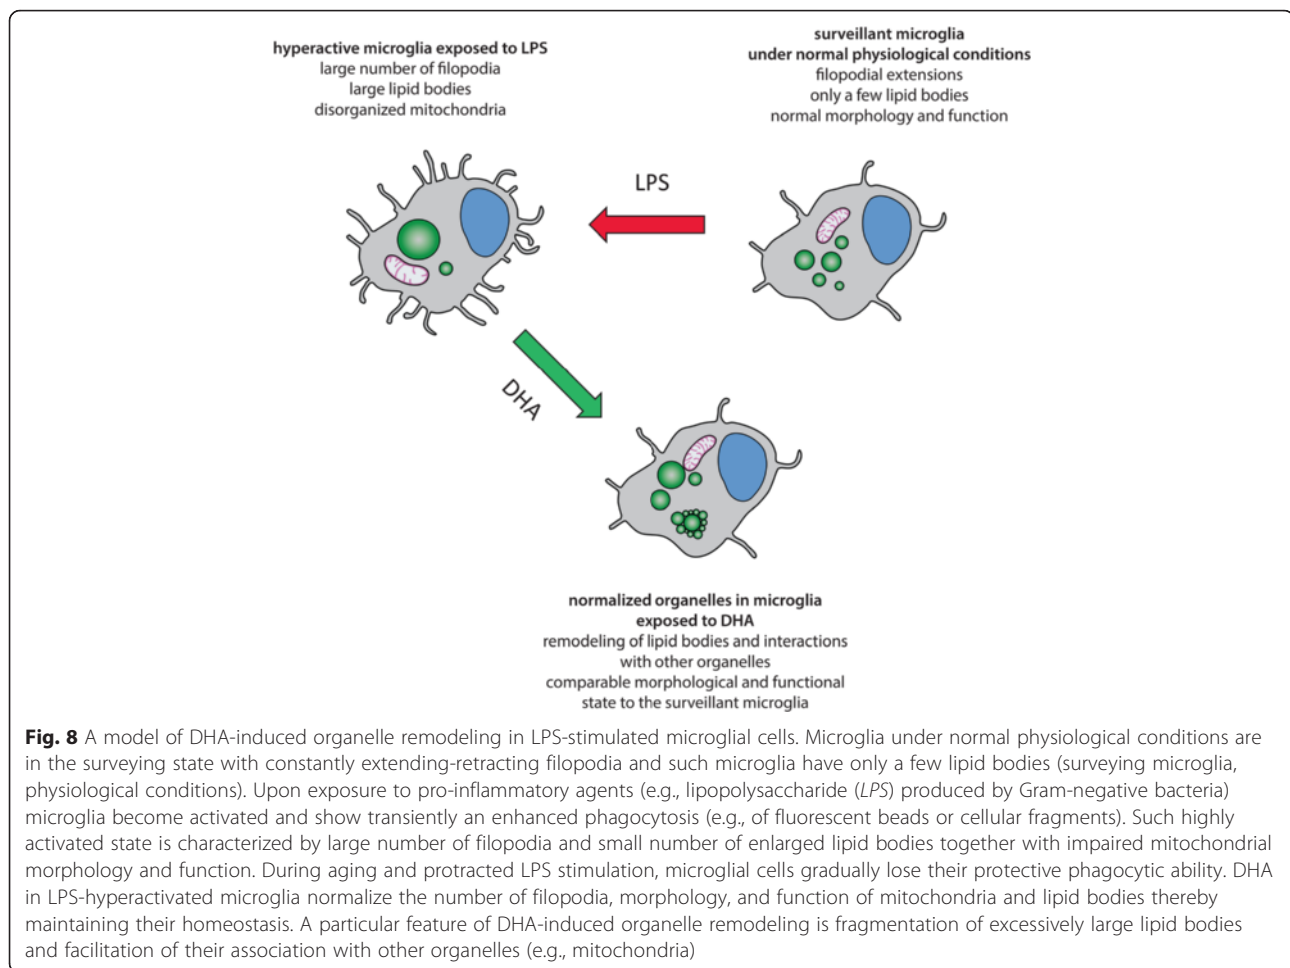 hyperactive microglia exposed to LPS
large number of filopodia
large lipid bodies
disorganized mitochondria
surveillant microglia
under normal physiological conditions
filopodial extensions
only a few lipid bodies
normal morphology and function
LPS
DHA
normalized organelles in microglia
exposed to DHA
remodeling of lipid bodies and interactions
with other organelles
comparable morphological and functional
state to the surveillant microglia
Fig. 8 A model of DHA-induced organelle remodeling in LPS-stimulated microglial cells. Microglia under normal physiological conditions are
in the surveying state with constantly extending-retracting filopodia and such microglia have only a few lipid bodies (surveying microglia,
physiological conditions). Upon exposure to pro-inflammatory agents (e.g., lipopolysaccharide (LPS) produced by Gram-negative bacteria)
microglia become activated and show transiently an enhanced phagocytosis (e.g., of fluorescent beads or cellular fragments). Such highly
activated state is characterized by large number of filopodia and small number of enlarged lipid bodies together with impaired mitochondrial
morphology and function. During aging and protracted LPS stimulation, microglial cells gradually lose their protective phagocytic ability. DHA
in LPS-hyperactivated microglia normalize the number of filopodia, morphology, and function of mitochondria and lipid bodies thereby
maintaining their homeostasis. A particular feature of DHA-induced organelle remodeling is fragmentation of excessively large lipid bodies
and facilitation of their association with other organelles (e.g., mitochondria)